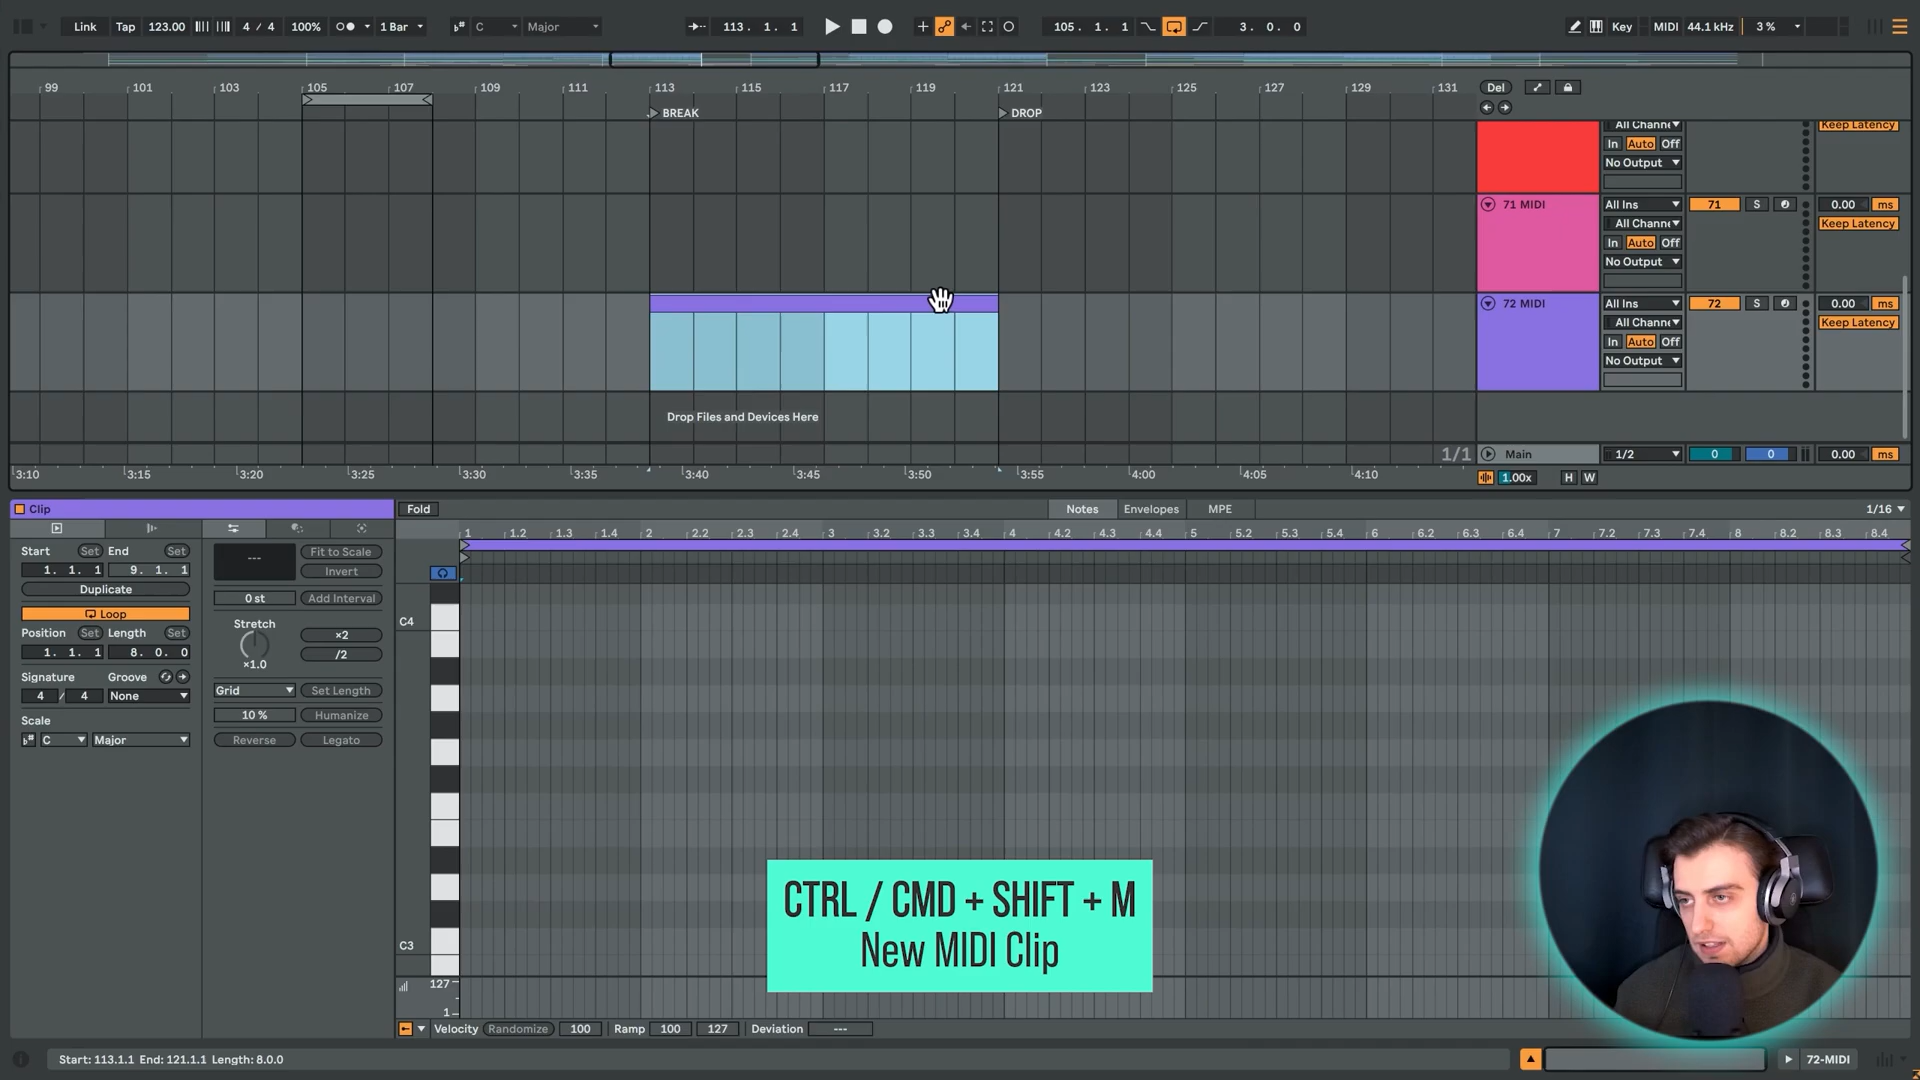 Link Tap 123.00 4 / 4 100% 1 Bar C Major 113. 1. 1 105. 1. 1 3. 0. 0 Key MIDI 44.1 kHz 3 %
99 101 103 105 107 109 111 113 115 117 119 121 123 125 127 129 131 Del
BREAK DROP
All Channe Keep Latency
In Auto Off
No Output
71 MIDI All Ins 71 S 0.00 ms
All Channe Keep Latency
In Auto Off
No Output
72 MIDI All Ins 72 S 0.00 ms
All Channe Keep Latency
In Auto Off
No Output
Drop Files and Devices Here
1/1 Main 1/2 0 0 0.00 ms
3:10 3:15 3:20 3:25 3:30 3:35 3:40 3:45 3:50 3:55 4:00 4:05 4:10 1.00x H W
Clip Fold Notes Envelopes MPE 1/16
1 1.2 1.3 1.4 2 2.2 2.3 2.4 3 3.2 3.3 3.4 4 4.2 4.3 4.4 5 5.2 5.3 5.4 6 6.2 6.3 6.4 7 7.2 7.3 7.4 8 8.2 8.3 8.4
Start Set End Set --- Fit to Scale
1. 1. 1 9. 1. 1 Invert
Duplicate 0 st Add Interval
Loop Stretch
Position Set Length Set ×2
1. 1. 1 8. 0. 0 /2
×1.0
Signature Groove
4 / 4 None Grid Set Length
10 % Humanize
Scale
C Major Reverse Legato
C4
C3
127
1
CTRL / CMD + SHIFT + M
New MIDI Clip
Velocity Randomize 100 Ramp 100 127 Deviation ---
Start: 113.1.1 End: 121.1.1 Length: 8.0.0 72-MIDI